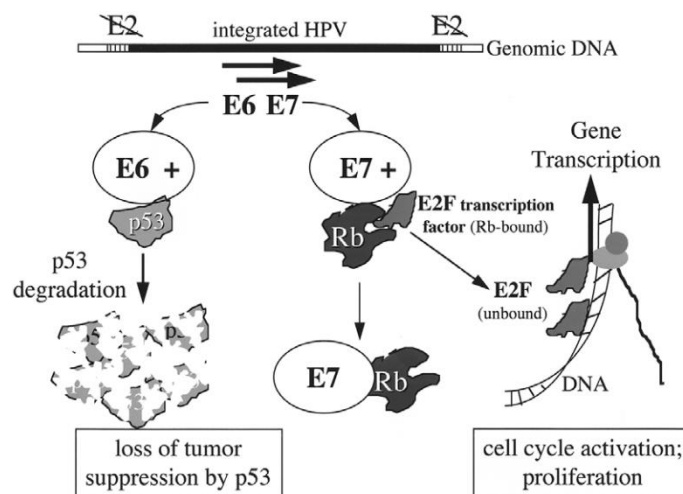 E2
E2
integrated HPV
Genomic DNA
E6 E7
E6 +
p53
p53
degradation
loss of tumor
suppression by p53
E7 +
Rb
E2F transcription
factor (Rb-bound)
E7
Rb
E2F
(unbound)
Gene
Transcription
DNA
cell cycle activation;
proliferation